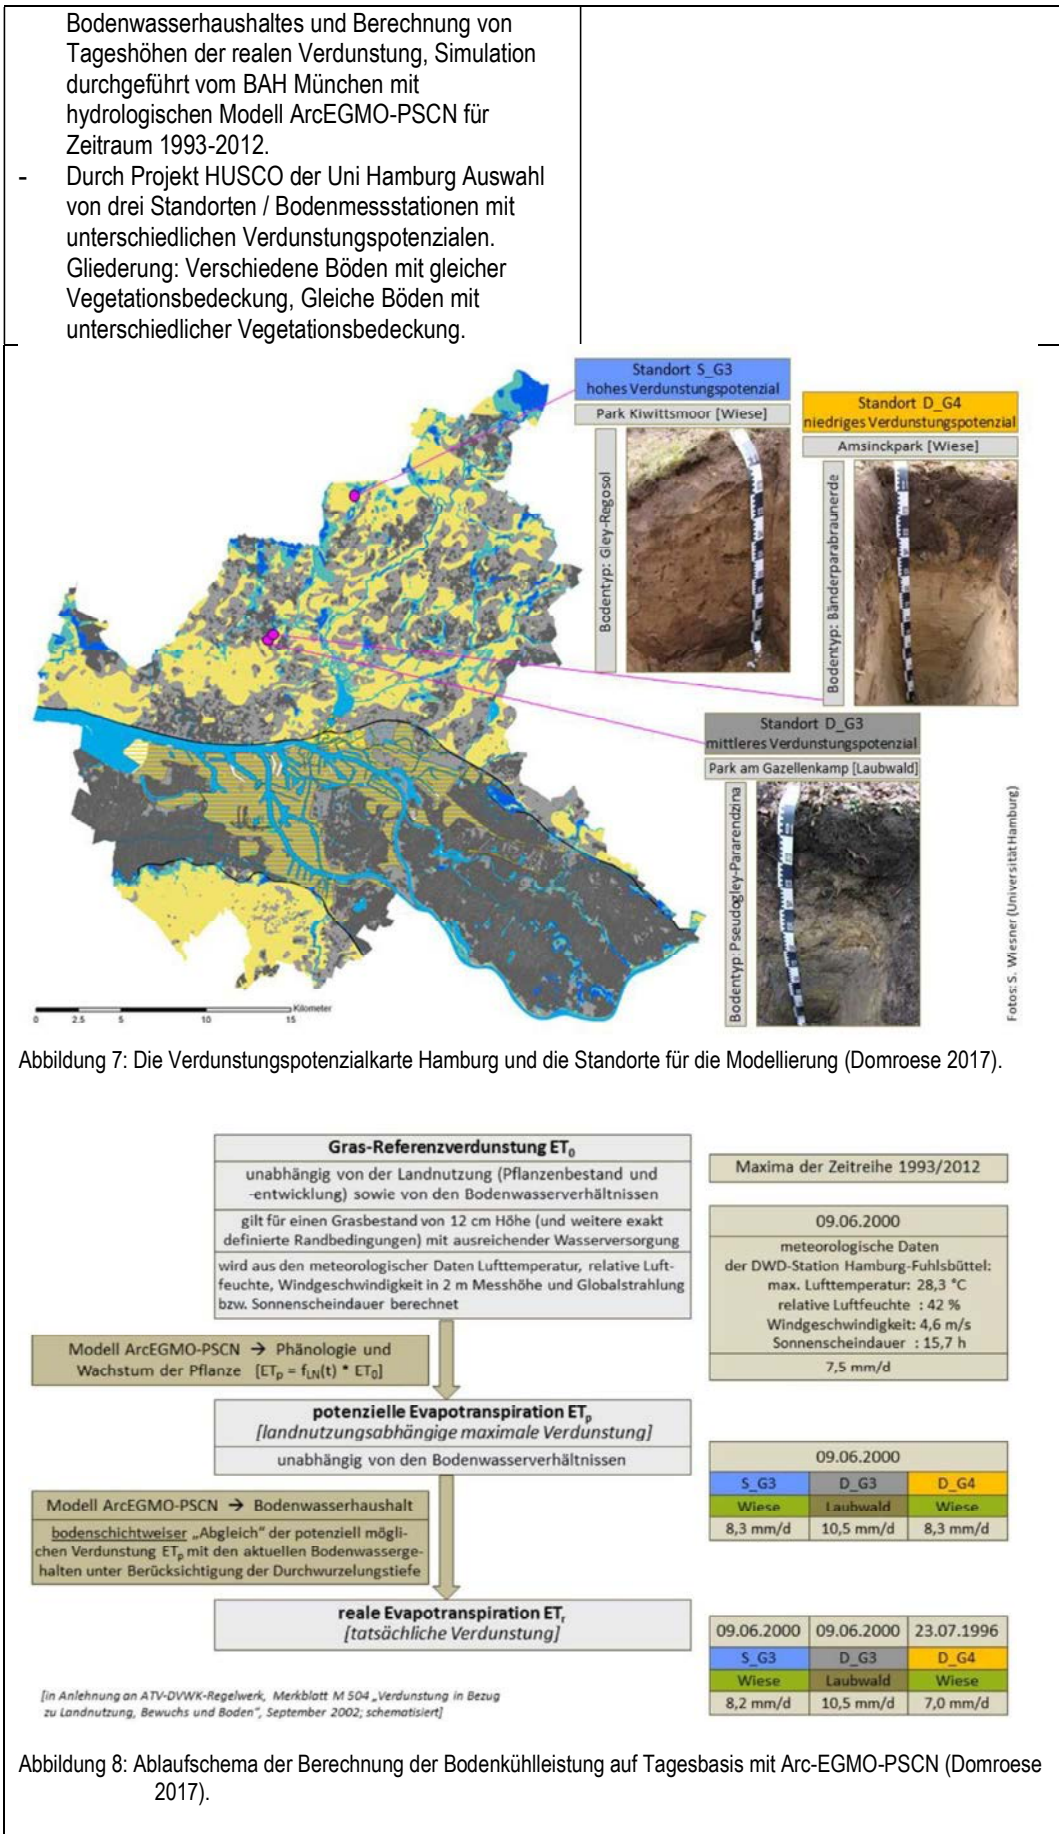 Bodenwasserhaushaltes und Berechnung von
Tageshöhen der realen Verdunstung, Simulation
durchgeführt vom BAH München mit
hydrologischen Modell ArcEGMO-PSCN für
Zeitraum 1993-2012.
- Durch Projekt HUSCO der Uni Hamburg Auswahl
von drei Standorten / Bodenmessstationen mit
unterschiedlichen Verdunstungspotenzialen.
Gliederung: Verschiedene Böden mit gleicher
Vegetationsbedeckung, Gleiche Böden mit
unterschiedlicher Vegetationsbedeckung.
Standort S_G3
hohes Verdunstungspotenzial
Park Kiwittsmoor [Wiese]
Bodentyp: Gley-Regosol
Standort D_G4
niedriges Verdunstungspotenzial
Amsinckpark [Wiese]
Bodentyp: Bänderparabraunerde
Standort D_G3
mittleres Verdunstungspotenzial
Park am Gazellenkamp [Laubwald]
Bodentyp: Pseudogley-Pararendzina
Fotos: S. Wiesner (Universität Hamburg)
Kilometer
0 2.5 5 10 15
Abbildung 7: Die Verdunstungspotenzialkarte Hamburg und die Standorte für die Modellierung (Domroese 2017).
Gras-Referenzverdunstung ET0
unabhängig von der Landnutzung (Pflanzenbestand und
-entwicklung) sowie von den Bodenwasserverhältnissen
gilt für einen Grasbestand von 12 cm Höhe (und weitere exakt
definierte Randbedingungen) mit ausreichender Wasserversorgung
wird aus den meteorologischer Daten Lufttemperatur, relative Luft-
feuchte, Windgeschwindigkeit in 2 m Messhöhe und Globalstrahlung
bzw. Sonnenscheindauer berechnet
Maxima der Zeitreihe 1993/2012
09.06.2000
meteorologische Daten
der DWD-Station Hamburg-Fuhlsbüttel:
max. Lufttemperatur: 28,3 °C
relative Luftfeuchte : 42 %
Windgeschwindigkeit: 4,6 m/s
Sonnenscheindauer : 15,7 h
7,5 mm/d
Modell ArcEGMO-PSCN → Phänologie und
Wachstum der Pflanze [ETp = fLN(t) * ET0]
potenzielle Evapotranspiration ETp
[landnutzungsabhängige maximale Verdunstung]
unabhängig von den Bodenwasserverhältnissen
09.06.2000
S_G3 D_G3 D_G4
Wiese Laubwald Wiese
8,3 mm/d 10,5 mm/d 8,3 mm/d
Modell ArcEGMO-PSCN → Bodenwasserhaushalt
bodenschichtweiser „Abgleich" der potenziell mögli-
chen Verdunstung ETp mit den aktuellen Bodenwasserge-
halten unter Berücksichtigung der Durchwurzelungstiefe
reale Evapotranspiration ETr
[tatsächliche Verdunstung]
09.06.2000 09.06.2000 23.07.1996
S_G3 D_G3 D_G4
Wiese Laubwald Wiese
8,2 mm/d 10,5 mm/d 7,0 mm/d
[in Anlehnung an ATV-DVWK-Regelwerk, Merkblatt M 504 „Verdunstung in Bezug
zu Landnutzung, Bewuchs und Boden", September 2002; schematisiert]
Abbildung 8: Ablaufschema der Berechnung der Bodenkühlleistung auf Tagesbasis mit Arc-EGMO-PSCN (Domroese
2017).